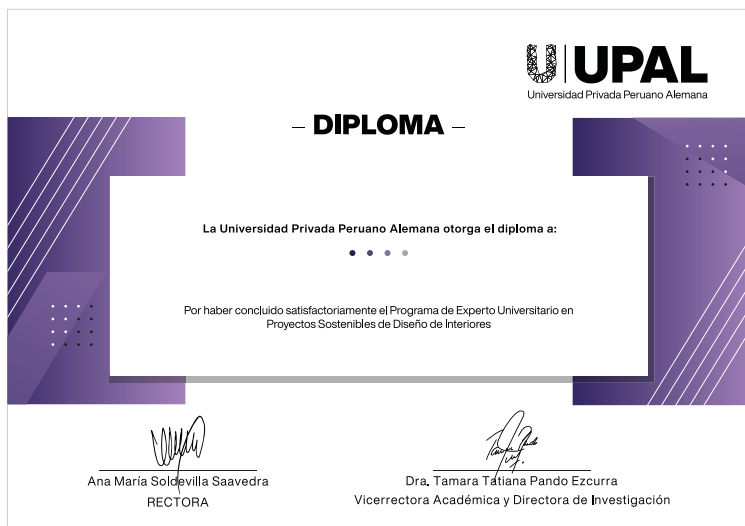 UPAL
Universidad Privada Peruano Alemana
– DIPLOMA –
La Universidad Privada Peruano Alemana otorga el diploma a:
Por haber concluido satisfactoriamente el Programa de Experto Universitario en
Proyectos Sostenibles de Diseño de Interiores
Ana María Soldevilla Saavedra
RECTORA
Dra. Tamara Tatiana Pando Ezcurra
Vicerrectora Académica y Directora de Investigación